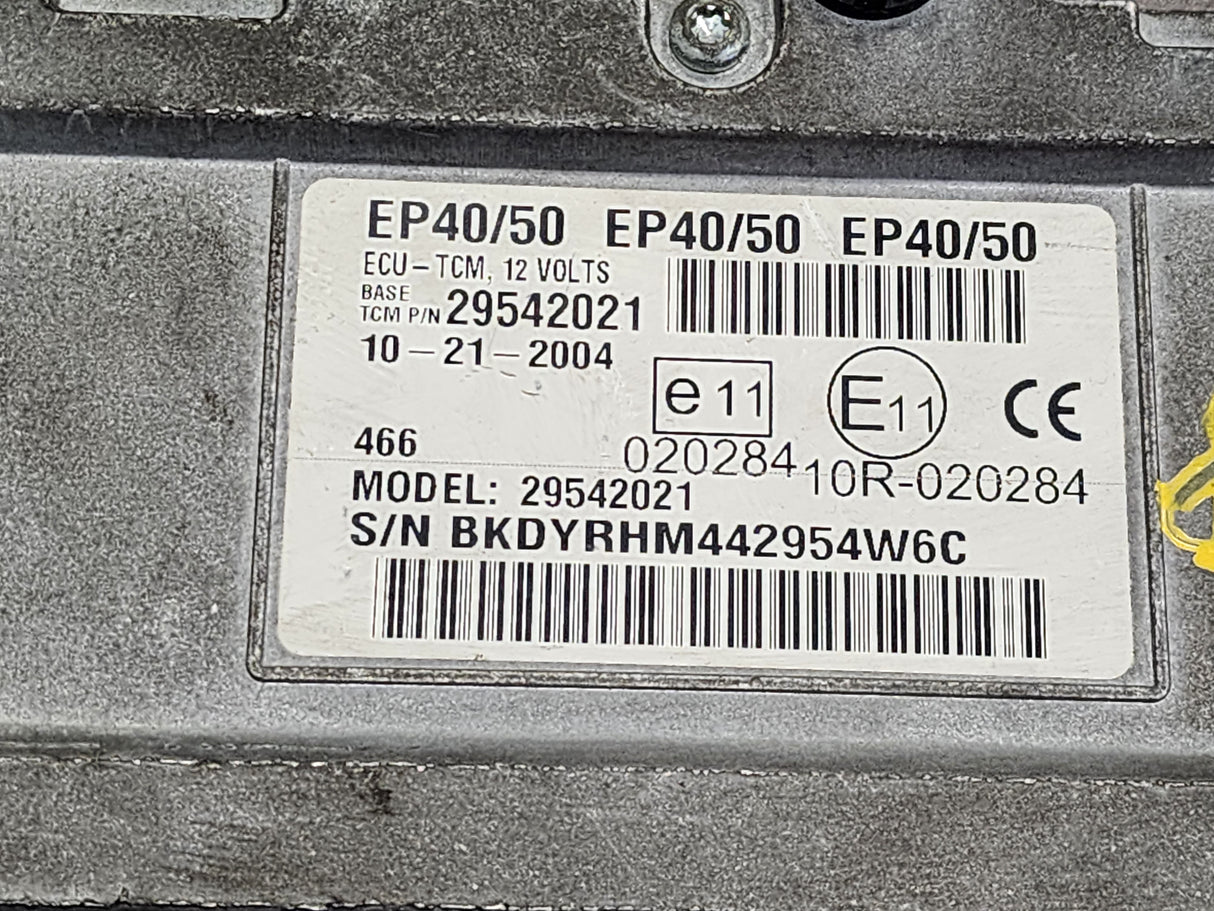 EP40/50 EP40/50 EP40/50
ECU-TCM, 12 VOLTS
BASE
TCM P/N 29542021
10-21-2004
e 11 E11 CE
466
020284 10R-020284
MODEL: 29542021
S/N BKDYRHM442954W6C